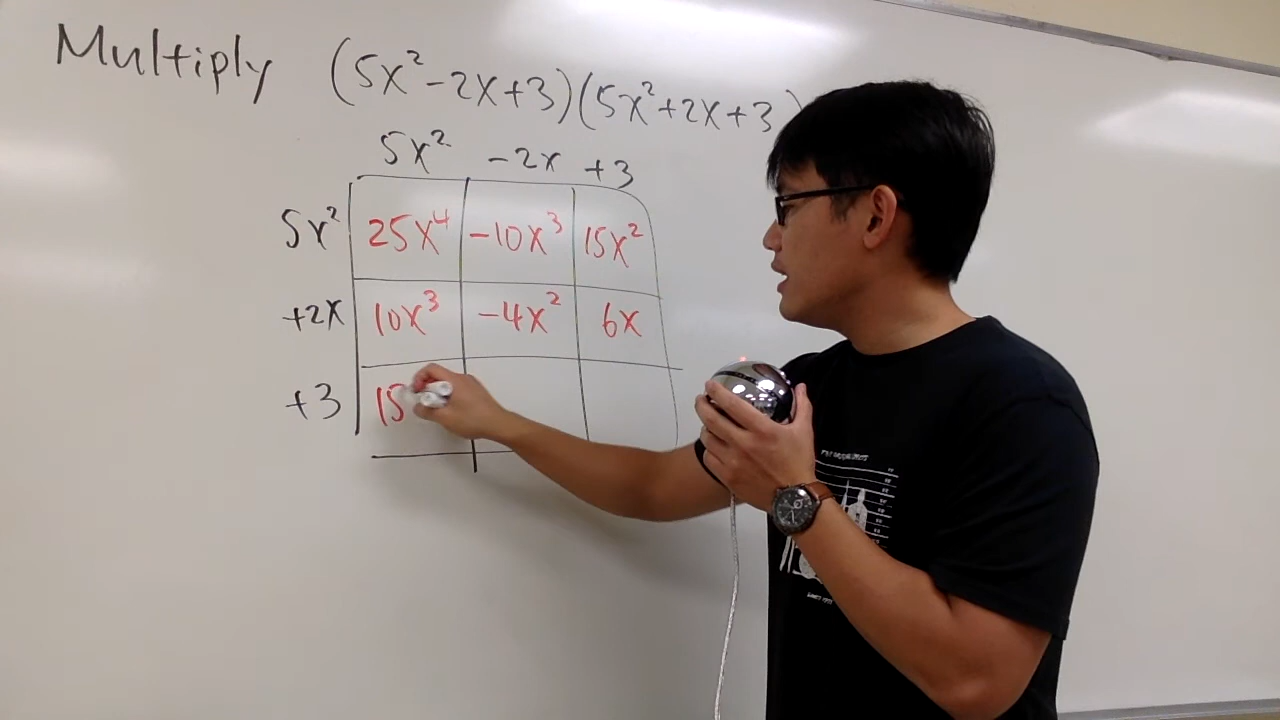 Multiply (5x²-2x+3)(5x²+2x+3)
5x² -2x +3
5x² 25x⁴ -10x³ 15x²
+2x 10x³ -4x² 6x
+3 15